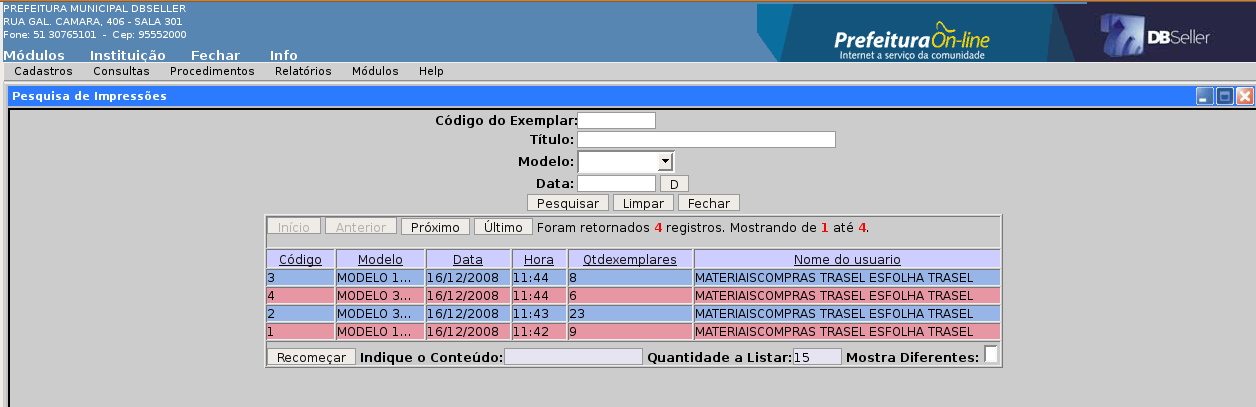 PREFEITURA MUNICIPAL DBSELLER
RUA GAL. CAMARA, 406 - SALA 301
Fone: 51 30765101 - Cep: 95552000
Prefeitura On-line
Internet a serviço da comunidade
DBSeller
Módulos Instituição Fechar Info
Cadastros Consultas Procedimentos Relatórios Módulos Help
Pesquisa de Impressões
Código do Exemplar:
Título:
Modelo:
Data: D
Pesquisar Limpar Fechar
Início Anterior Próximo Último Foram retornados 4 registros. Mostrando de 1 até 4.
Código Modelo Data Hora Qtdexemplares Nome do usuario
3 MODELO 1... 16/12/2008 11:44 8 MATERIAISCOMPRAS TRASEL ESFOLHA TRASEL
4 MODELO 3... 16/12/2008 11:44 6 MATERIAISCOMPRAS TRASEL ESFOLHA TRASEL
2 MODELO 3... 16/12/2008 11:43 23 MATERIAISCOMPRAS TRASEL ESFOLHA TRASEL
1 MODELO 1... 16/12/2008 11:42 9 MATERIAISCOMPRAS TRASEL ESFOLHA TRASEL
Recomeçar Indique o Conteúdo: Quantidade a Listar: 15 Mostra Diferentes: